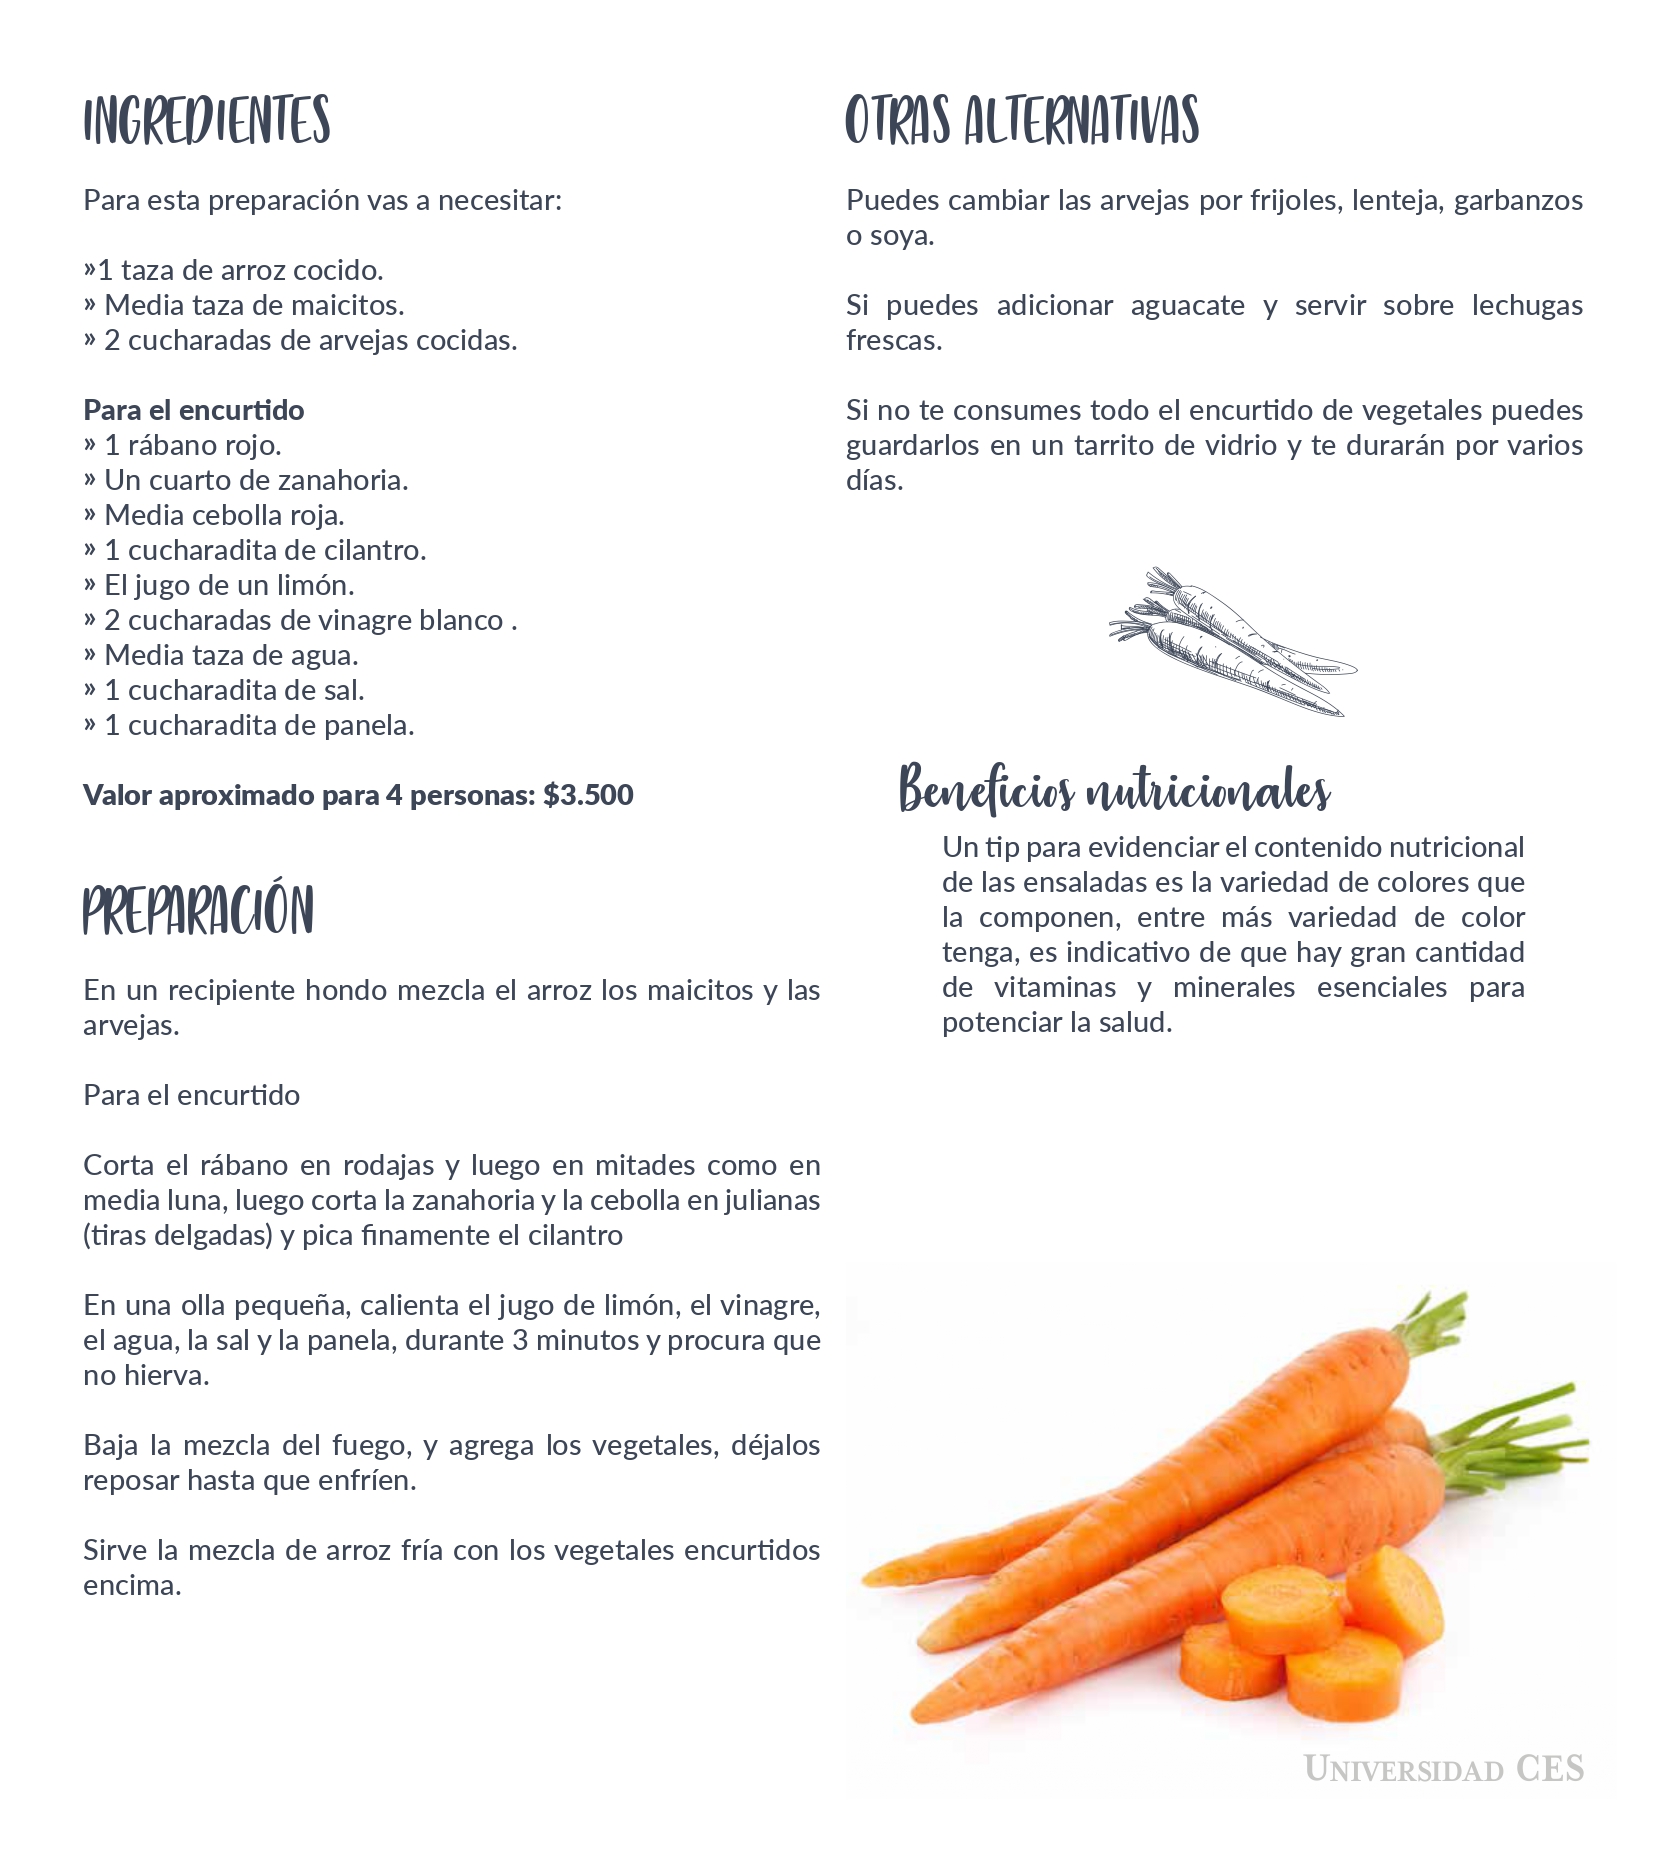 INGREDIENTES
Para esta preparación vas a necesitar:
»1 taza de arroz cocido.
» Media taza de maicitos.
» 2 cucharadas de arvejas cocidas.
Para el encurtido
» 1 rábano rojo.
» Un cuarto de zanahoria.
» Media cebolla roja.
» 1 cucharadita de cilantro.
» El jugo de un limón.
» 2 cucharadas de vinagre blanco .
» Media taza de agua.
» 1 cucharadita de sal.
» 1 cucharadita de panela.
Valor aproximado para 4 personas: $3.500
PREPARACIÓN
En un recipiente hondo mezcla el arroz los maicitos y las
arvejas.
Para el encurtido
Corta el rábano en rodajas y luego en mitades como en
media luna, luego corta la zanahoria y la cebolla en julianas
(tiras delgadas) y pica finamente el cilantro
En una olla pequeña, calienta el jugo de limón, el vinagre,
el agua, la sal y la panela, durante 3 minutos y procura que
no hierva.
Baja la mezcla del fuego, y agrega los vegetales, déjalos
reposar hasta que enfríen.
Sirve la mezcla de arroz fría con los vegetales encurtidos
encima.
OTRAS ALTERNATIVAS
Puedes cambiar las arvejas por frijoles, lenteja, garbanzos
o soya.
Si puedes adicionar aguacate y servir sobre lechugas
frescas.
Si no te consumes todo el encurtido de vegetales puedes
guardarlos en un tarrito de vidrio y te durarán por varios
días.
Beneficios nutricionales
Un tip para evidenciar el contenido nutricional
de las ensaladas es la variedad de colores que
la componen, entre más variedad de color
tenga, es indicativo de que hay gran cantidad
de vitaminas y minerales esenciales para
potenciar la salud.
UNIVERSIDAD CES